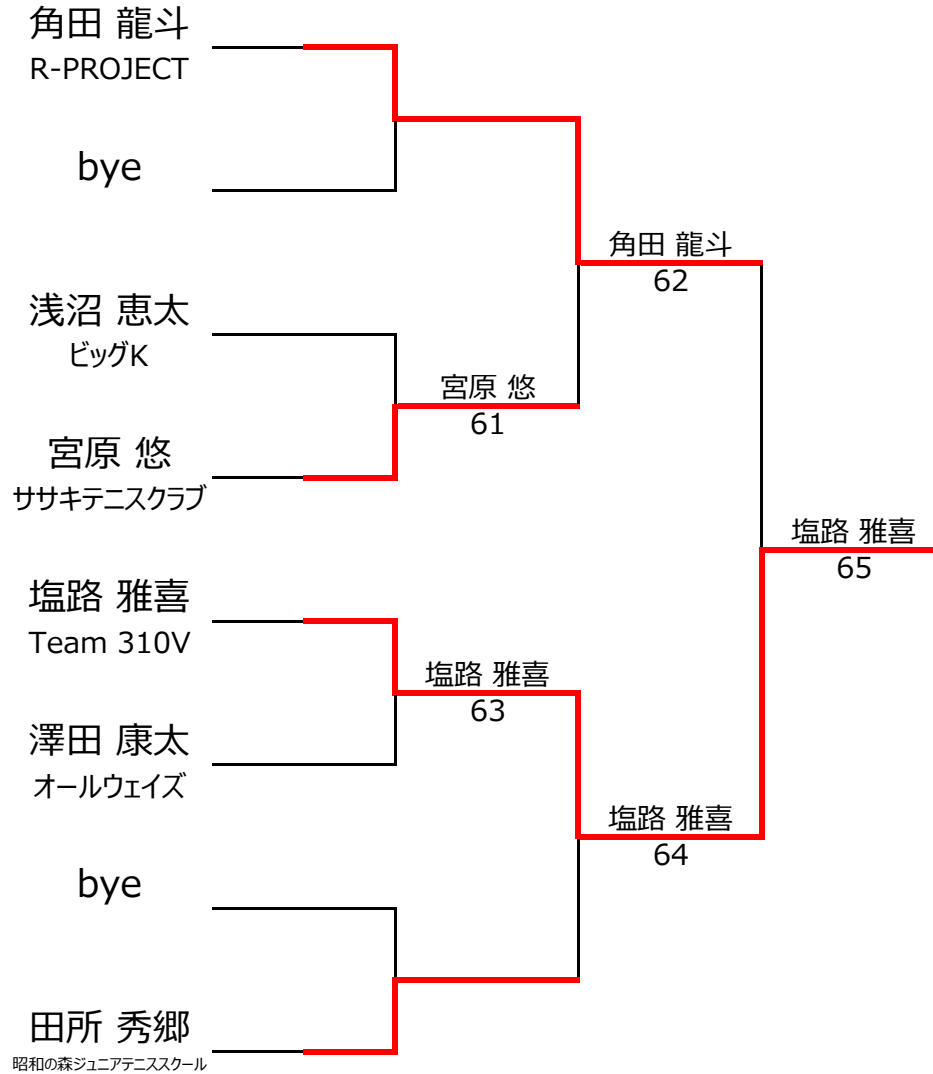 角田 龍斗
R-PROJECT
bye
浅沼 恵太
ビッグK
宮原 悠
ササキテニスクラブ
塩路 雅喜
Team 310V
澤田 康太
オールウェイズ
bye
田所 秀郷
昭和の森ジュニアテニススクール
宮原 悠
61
塩路 雅喜
63
角田 龍斗
62
塩路 雅喜
64
塩路 雅喜
65